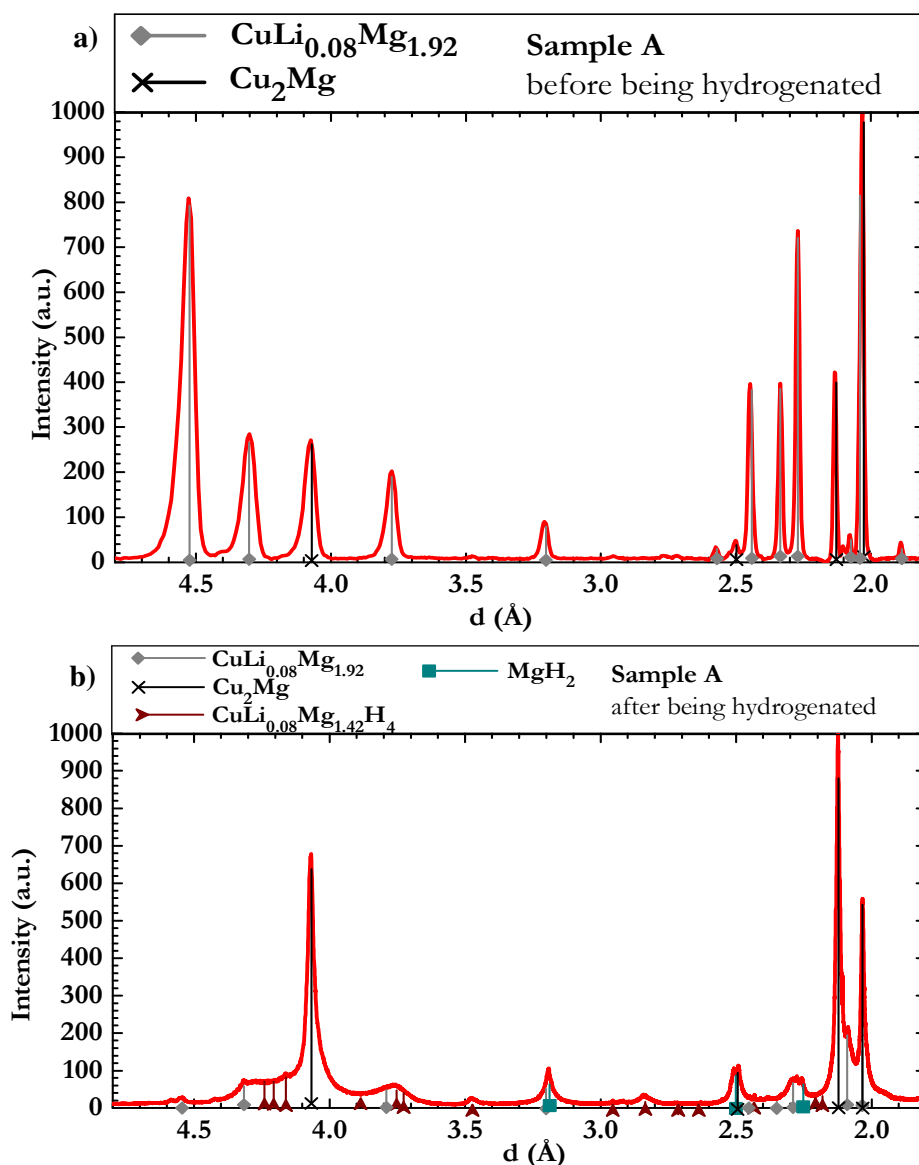 a)
CuLi0.08Mg1.92
Cu2Mg
Sample A
before being hydrogenated
1000
900
800
700
600
500
400
300
200
100
0
Intensity (a.u.)
4.5 4.0 3.5 3.0 2.5 2.0
d (Å)
b)
CuLi0.08Mg1.92
Cu2Mg
CuLi0.08Mg1.42H4
MgH2
Sample A
after being hydrogenated
1000
900
800
700
600
500
400
300
200
100
0
Intensity (a.u.)
4.5 4.0 3.5 3.0 2.5 2.0
d (Å)